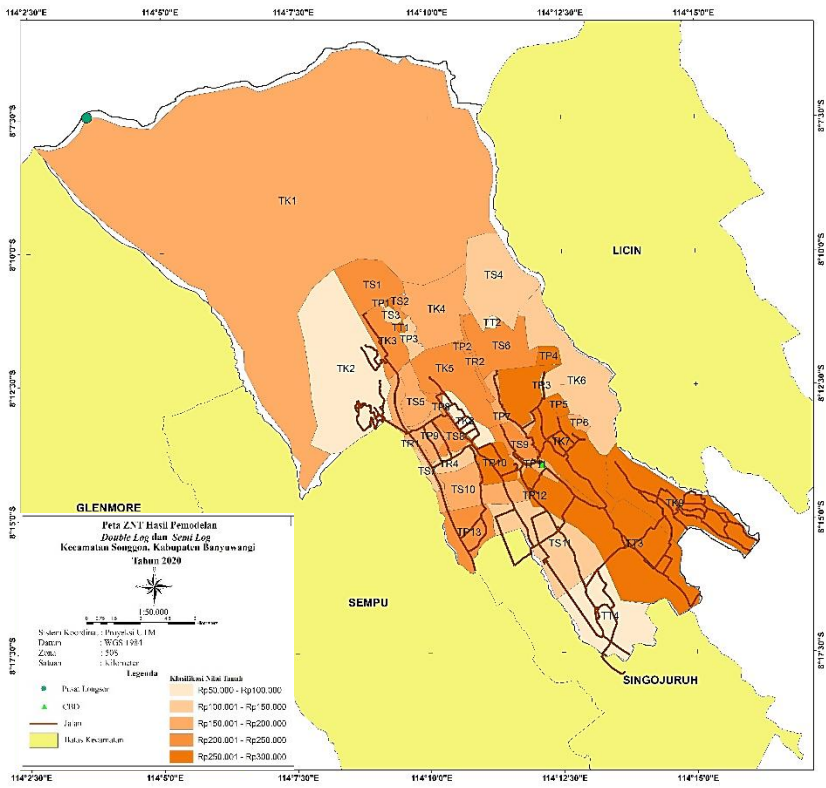 114°2'30"E 114°5'0"E 114°7'30"E 114°10'0"E 114°12'30"E 114°15'0"E
8°7'30"S 8°7'30"S
TK1
8°10'0"S 8°10'0"S
LICIN
TS4
TS1
TP1 TS2
TS3
TK4
TT1
TT2
TP3
TK3
TP2
TS6
TR2
TP4
TK2
TK5
TP3
TK6
8°12'30"S 8°12'30"S
TS5
TP5
TP7
TP6
TR1
TP9
TS8
TS9
TK7
TR4
TP10
TS10
TP12
8°15'0"S 8°15'0"S
GLENMORE
TP13
TS11
TT3
Peta ZNT Hasil Pemodelan
Double Log dan Semi Log
Kecamatan Songgon, Kabupaten Banyuwangi
Tahun 2020
1:50.000
SEMPU
TT4
Sistem Koordinat : Proyeksi UTM
Datum : WGS 1984
Zona : 50S
Satuan : Kilometer
8°17'30"S 8°17'30"S
SINGOJURUH
Legenda
Pusat Longsor
CBD
Jalan
Batas Kecamatan
Klasifikasi Nilai Tanah
Rp50.000 - Rp100.000
Rp100.001 - Rp150.000
Rp150.001 - Rp200.000
Rp200.001 - Rp250.000
Rp250.001 - Rp300.000
114°2'30"E 114°5'0"E 114°7'30"E 114°10'0"E 114°12'30"E 114°15'0"E